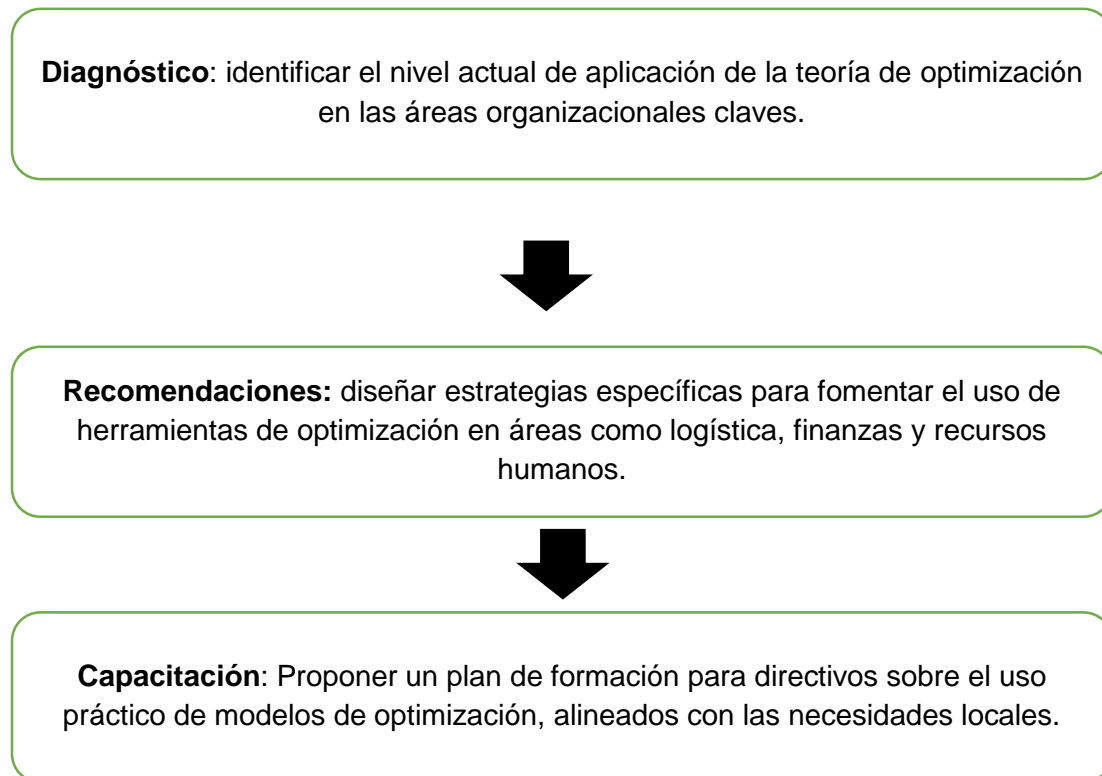 Diagnóstico: identificar el nivel actual de aplicación de la teoría de optimización
en las áreas organizacionales claves.
Recomendaciones: diseñar estrategias específicas para fomentar el uso de
herramientas de optimización en áreas como logística, finanzas y recursos
humanos.
Capacitación: Proponer un plan de formación para directivos sobre el uso
práctico de modelos de optimización, alineados con las necesidades locales.